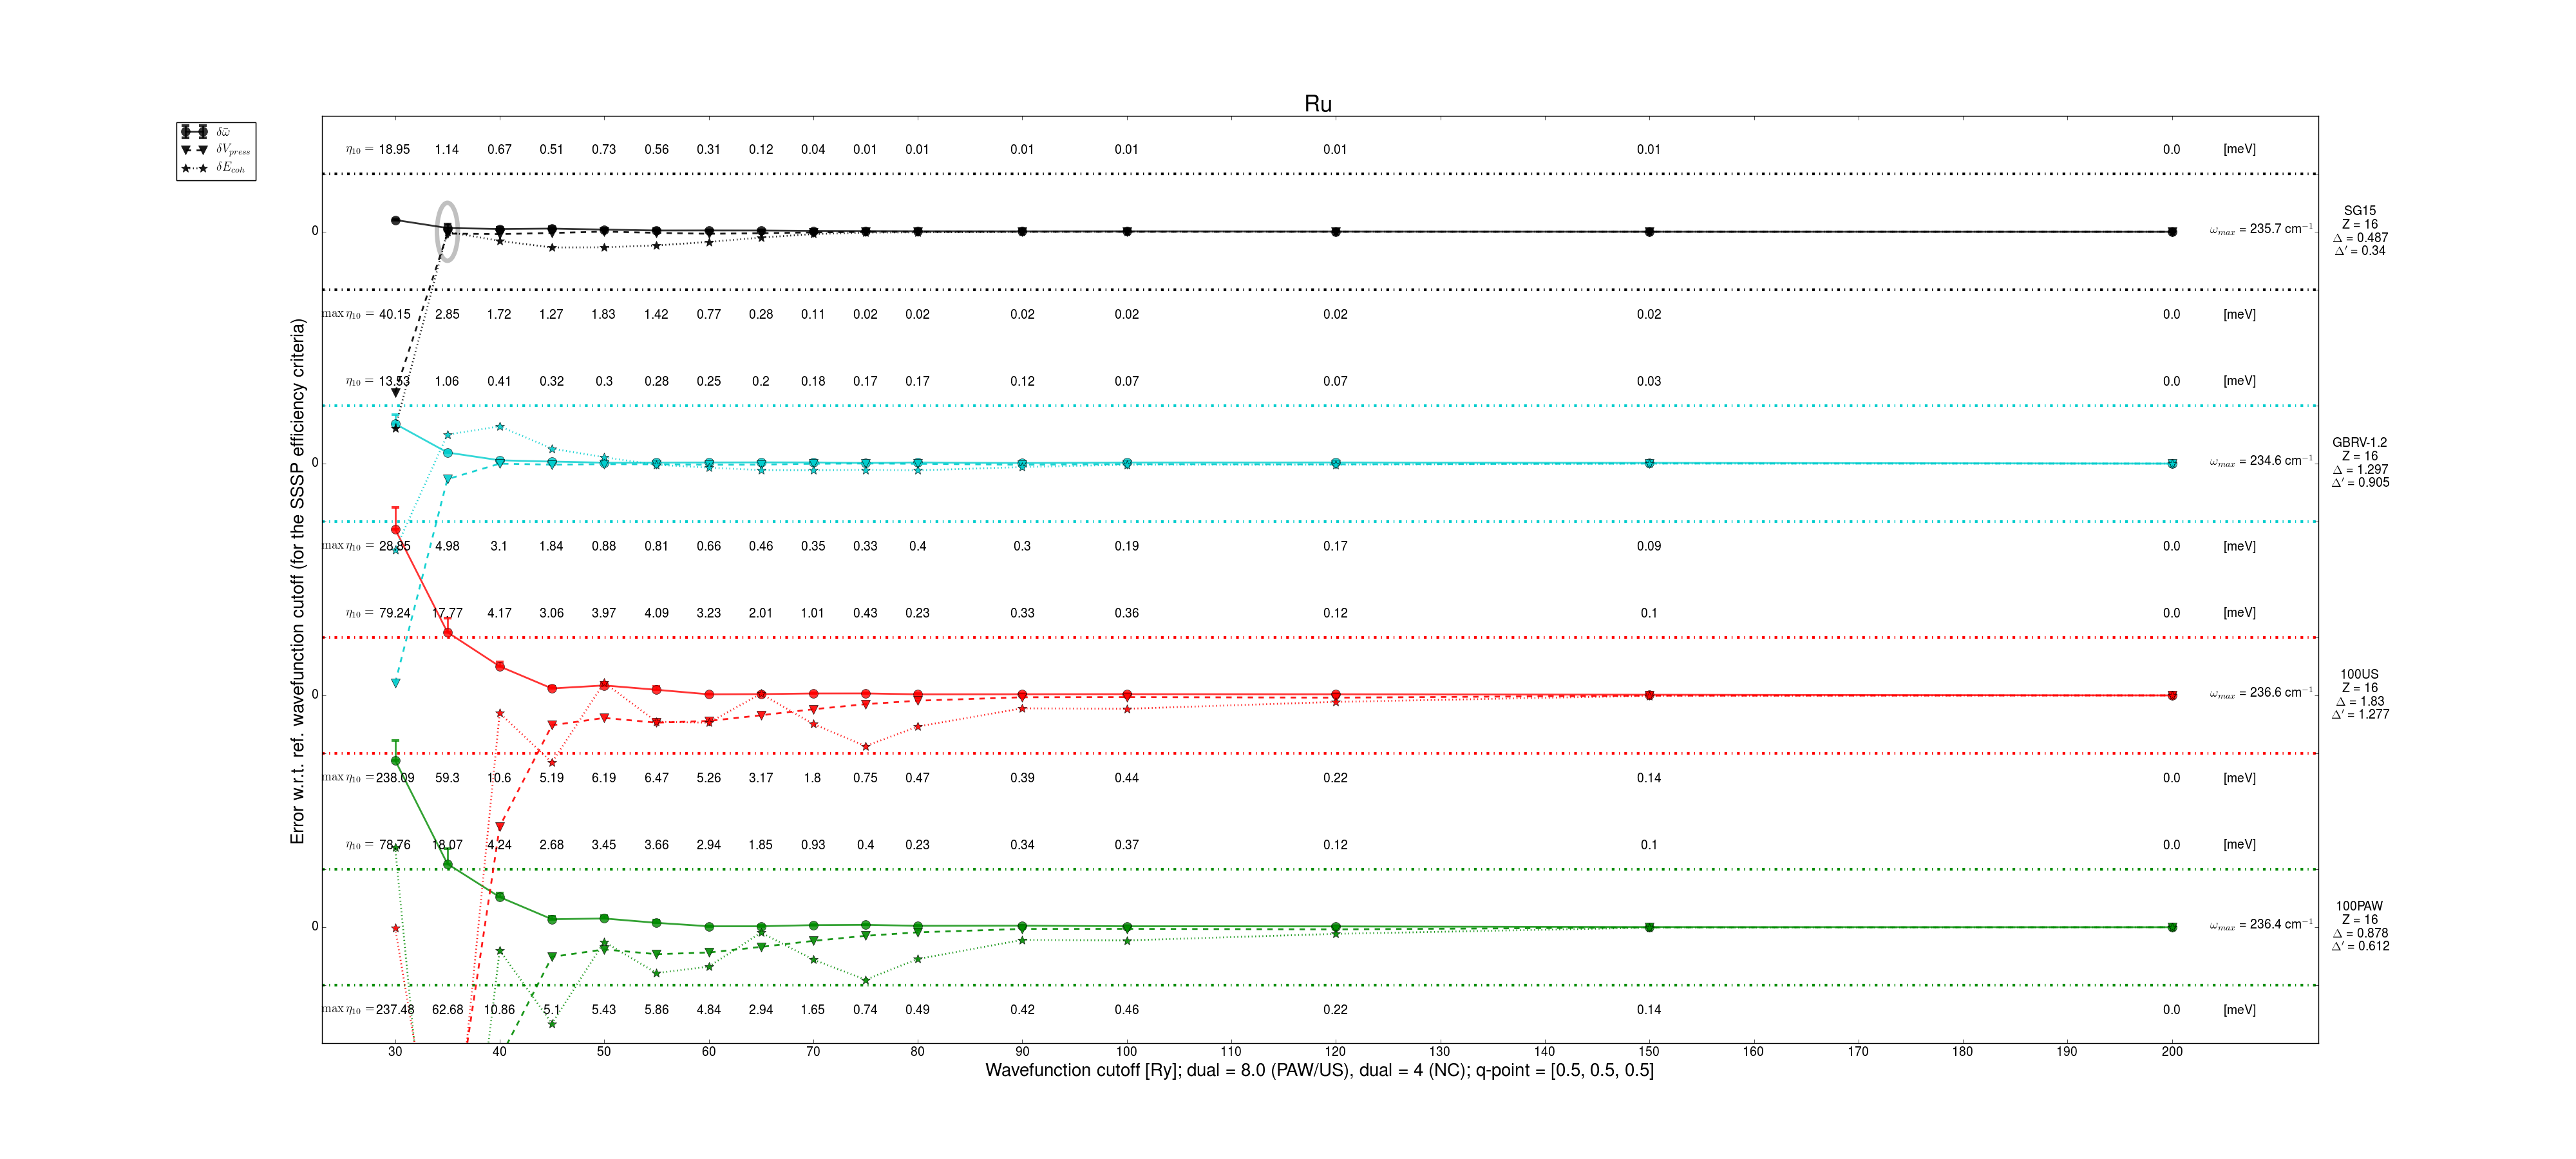 Ru
δω̄
δV_press
δE_coh
Error w.r.t. ref. wavefunction cutoff (for the SSSP efficiency criteria)
η₁₀ = 18.95 1.14 0.67 0.51 0.73 0.56 0.31 0.12 0.04 0.01 0.01 0.01 0.01 0.01 0.01 0.0 [meV]
0
ω_max = 235.7 cm⁻¹
SG15
Z = 16
Δ = 0.487
Δ′ = 0.34
max η₁₀ = 40.15 2.85 1.72 1.27 1.83 1.42 0.77 0.28 0.11 0.02 0.02 0.02 0.02 0.02 0.02 0.0 [meV]
η₁₀ = 13.53 1.06 0.41 0.32 0.3 0.28 0.25 0.2 0.18 0.17 0.17 0.12 0.07 0.07 0.03 0.0 [meV]
0
ω_max = 234.6 cm⁻¹
GBRV-1.2
Z = 16
Δ = 1.297
Δ′ = 0.905
max η₁₀ = 28.85 4.98 3.1 1.84 0.88 0.81 0.66 0.46 0.35 0.33 0.4 0.3 0.19 0.17 0.09 0.0 [meV]
η₁₀ = 79.24 17.77 4.17 3.06 3.97 4.09 3.23 2.01 1.01 0.43 0.23 0.33 0.36 0.12 0.1 0.0 [meV]
0
ω_max = 236.6 cm⁻¹
100US
Z = 16
Δ = 1.83
Δ′ = 1.277
max η₁₀ = 238.09 59.3 10.6 5.19 6.19 6.47 5.26 3.17 1.8 0.75 0.47 0.39 0.44 0.22 0.14 0.0 [meV]
η₁₀ = 78.76 18.07 4.24 2.68 3.45 3.66 2.94 1.85 0.93 0.4 0.23 0.34 0.37 0.12 0.1 0.0 [meV]
0
ω_max = 236.4 cm⁻¹
100PAW
Z = 16
Δ = 0.878
Δ′ = 0.612
max η₁₀ = 237.48 62.68 10.86 5.1 5.43 5.86 4.84 2.94 1.65 0.74 0.49 0.42 0.46 0.22 0.14 0.0 [meV]
30 40 50 60 70 80 90 100 110 120 130 140 150 160 170 180 190 200
Wavefunction cutoff [Ry]; dual = 8.0 (PAW/US), dual = 4 (NC); q-point = [0.5, 0.5, 0.5]